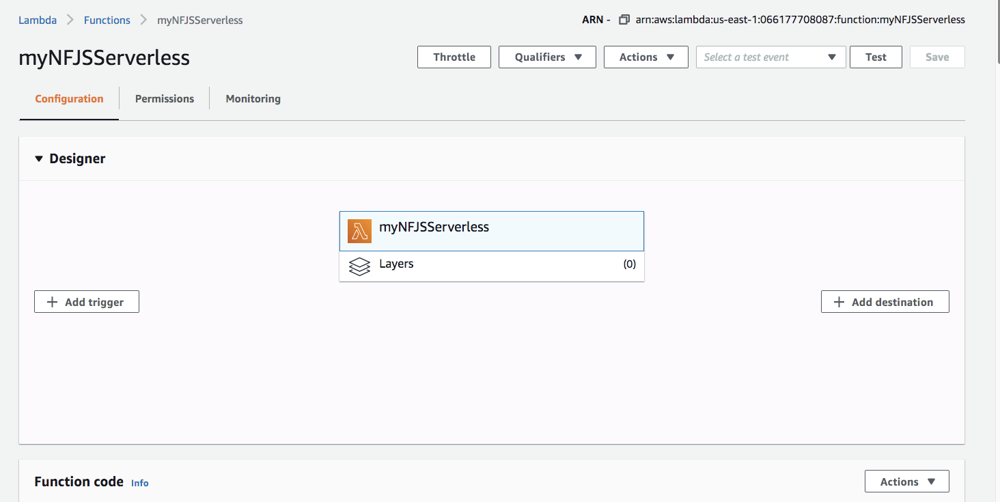 Lambda > Functions > myNFJSServerless
ARN - arn:aws:lambda:us-east-1:066177708087:function:myNFJSServerless
myNFJSServerless
Throttle Qualifiers Actions Select a test event Test Save
Configuration Permissions Monitoring
Designer
myNFJSServerless
Layers (0)
+ Add trigger + Add destination
Function code Info Actions